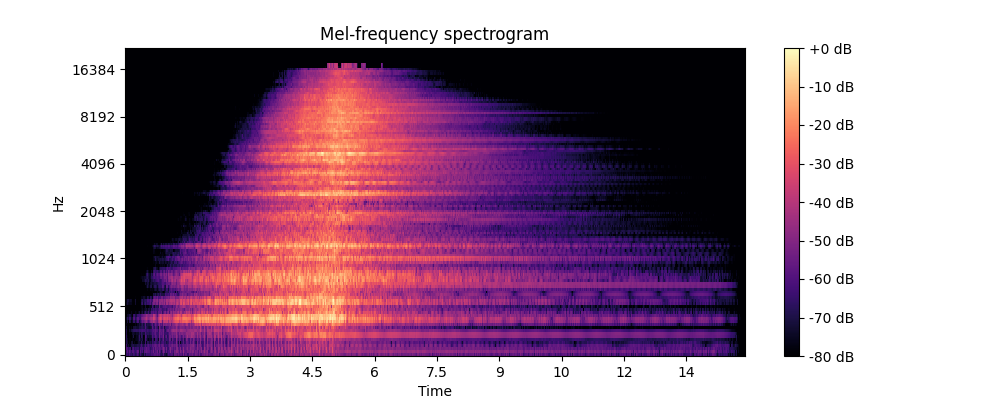 Mel-frequency spectrogram
Hz
16384
8192
4096
2048
1024
512
0
0 1.5 3 4.5 6 7.5 9 10 12 14
Time
+0 dB
-10 dB
-20 dB
-30 dB
-40 dB
-50 dB
-60 dB
-70 dB
-80 dB